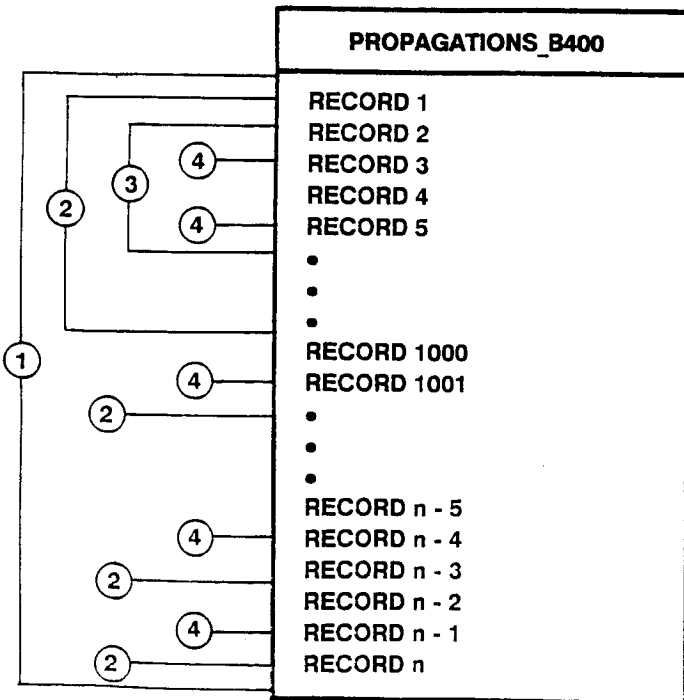 PROPAGATIONS_B400
RECORD 1
RECORD 2
4 RECORD 3
3
RECORD 4
2
4 RECORD 5
•
•
•
RECORD 1000
1
4 RECORD 1001
2 •
•
•
RECORD n - 5
4 RECORD n - 4
2 RECORD n - 3
RECORD n - 2
4 RECORD n - 1
2 RECORD n